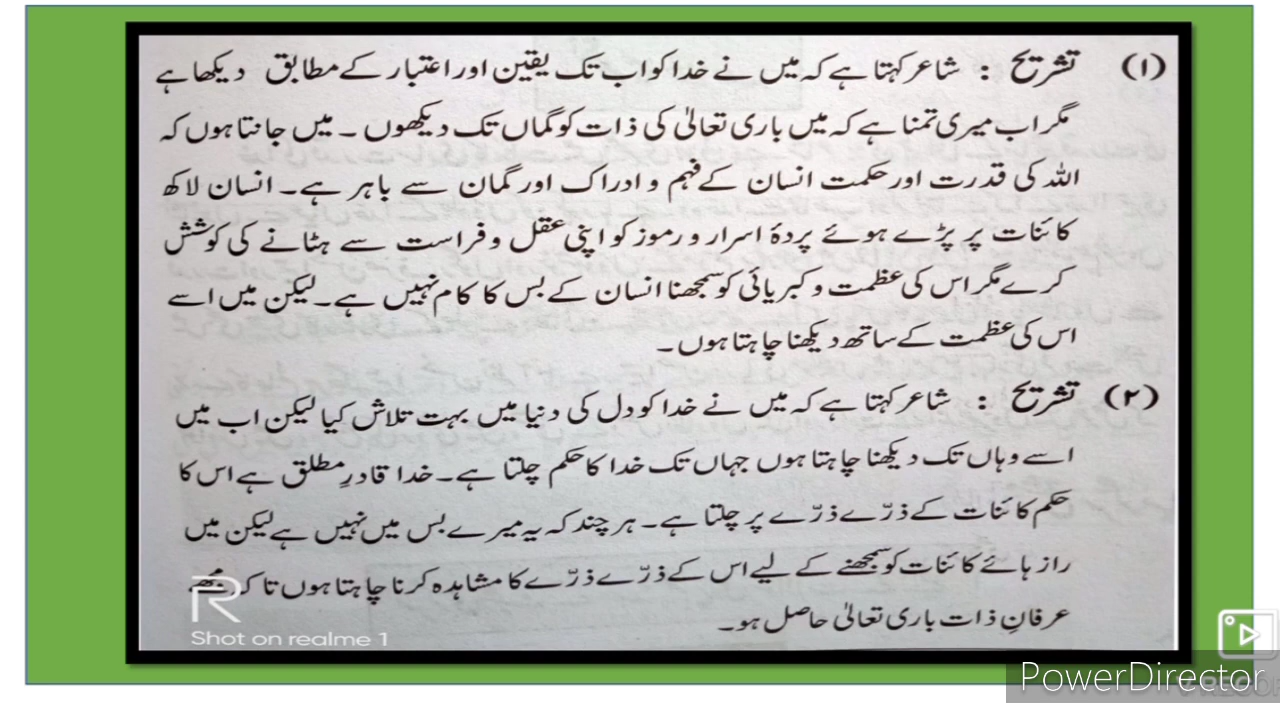 (۱) تشریح : شاعر کہتا ہے کہ میں نے خدا کو اب تک یقین اور اعتبار کے مطابق دیکھا ہے
مگر اب میری تمنا ہے کہ میں باری تعالیٰ کی ذات کو گماں تک دیکھوں ۔ میں جانتا ہوں کہ
اللہ کی قدرت اور حکمت انسان کے فہم و ادراک اور گمان سے باہر ہے۔ انسان لاکھ
کائنات پر پڑے ہوئے پردۂ اسرار و رموز کو اپنی عقل و فراست سے ہٹانے کی کوشش
کرے مگر اس کی عظمت و کبریائی کو سمجھنا انسان کے بس کا کام نہیں ہے۔ لیکن میں اسے
اس کی عظمت کے ساتھ دیکھنا چاہتا ہوں ۔
(۲) تشریح : شاعر کہتا ہے کہ میں نے خدا کو دل کی دنیا میں بہت تلاش کیا لیکن اب میں
اسے وہاں تک دیکھنا چاہتا ہوں جہاں تک خدا کا حکم چلتا ہے۔ خدا قادرِ مطلق ہے اس کا
حکم کائنات کے ذرّے ذرّے پر چلتا ہے۔ ہر چند کہ یہ میرے بس میں نہیں ہے لیکن میں
راز ہائے کائنات کو سمجھنے کے لیے اس کے ذرّے ذرّے کا مشاہدہ کرنا چاہتا ہوں تاکہ مجھے
عرفانِ ذات باری تعالیٰ حاصل ہو۔
R
Shot on realme 1
PowerDirector